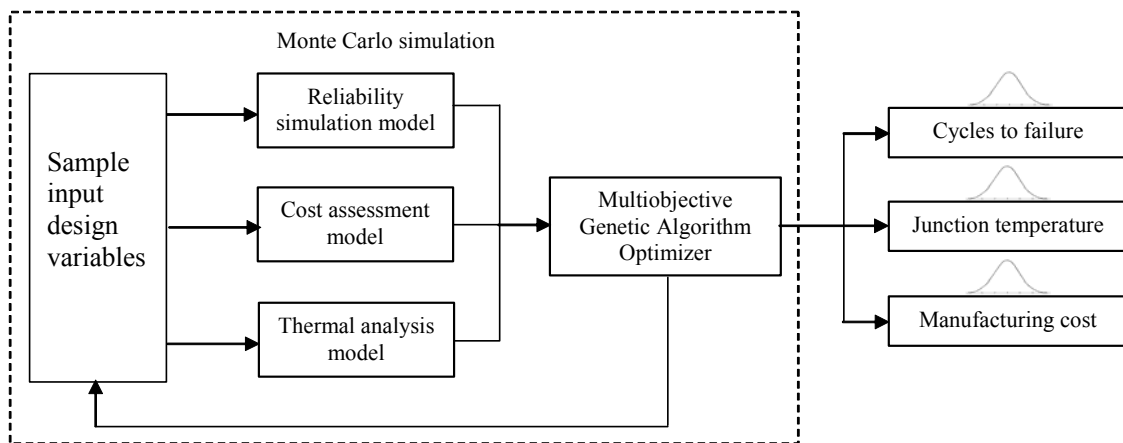 Monte Carlo simulation
Sample
input
design
variables
Reliability
simulation model
Cost assessment
model
Thermal analysis
model
Multiobjective
Genetic Algorithm
Optimizer
Cycles to failure
Junction temperature
Manufacturing cost